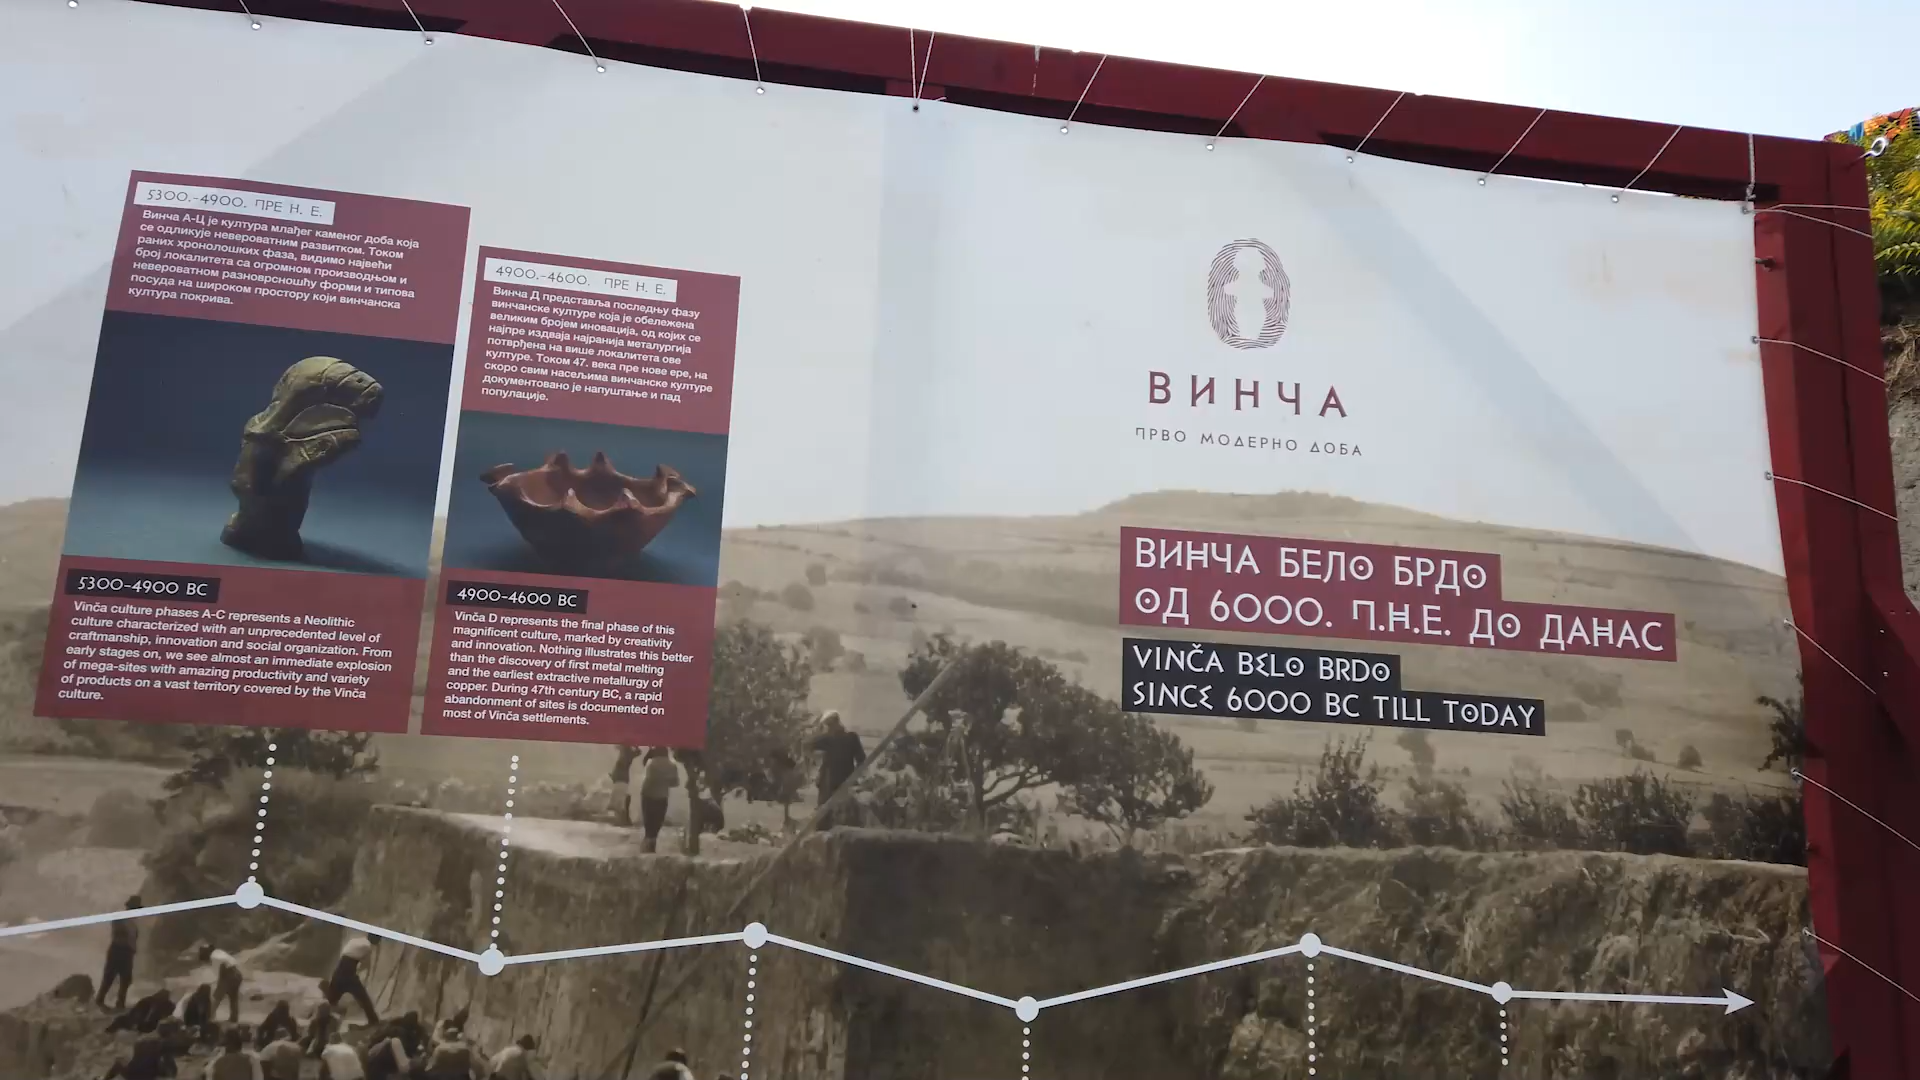 5300.-4900. ПРЕ Н. Е.
Винча А-Ц је култура млађег каменог доба која
се одликује невероватним развитком. Током
раних хронолошких фаза, видимо највећи
број локалитета са огромном производњом и
невероватном разноврсношћу форми и типова
посуда на широком простору који винчанска
култура покрива.
5300-4900 BC
Vinča culture phases A-C represents a Neolithic
culture characterized with an unprecedented level of
craftmanship, innovation and social organization. From
early stages on, we see almost an immediate explosion
of mega-sites with amazing productivity and variety
of products on a vast territory covered by the Vinča
culture.
4900.-4600. ПРЕ Н. Е.
Винча Д представља последњу фазу
винчанске културе која је обележена
великим бројем иновација, од којих се
најпре издваја најранија металургија
потврђена на више локалитета ове
културе. Током 47. века пре нове ере, на
скоро свим насељима винчанске културе
документовано је напуштање и пад
популације.
4900-4600 BC
Vinča D represents the final phase of this
magnificent culture, marked by creativity
and innovation. Nothing illustrates this better
than the discovery of first metal melting
and the earliest extractive metallurgy of
copper. During 47th century BC, a rapid
abandonment of sites is documented on
most of Vinča settlements.
ВИНЧА
ПРВО МОДЕРНО ДОБА
ВИНЧА БЕЛО БРДО
ОД 6000. П.Н.Е. ДО ДАНАС
VINČA BELO BRDO
SINCE 6000 BC TILL TODAY